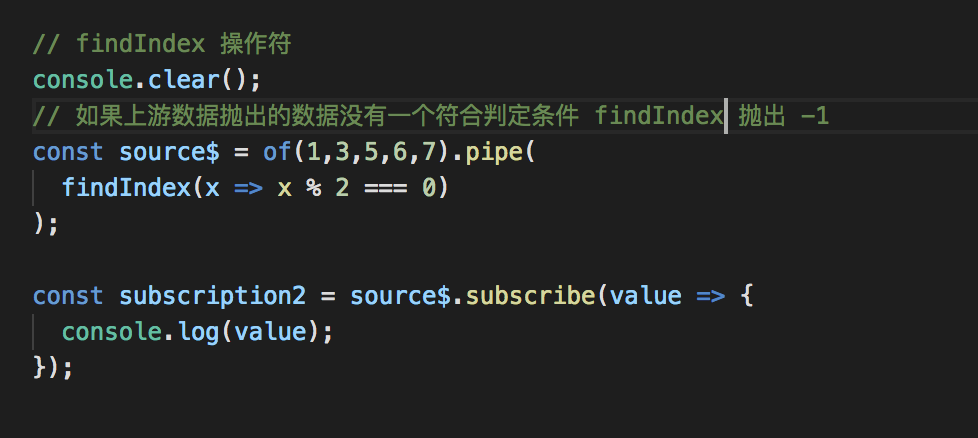 // findIndex 操作符
console.clear();
// 如果上游数据抛出的数据没有一个符合判定条件 findIndex 抛出 -1
const source$ = of(1,3,5,6,7).pipe(
  findIndex(x => x % 2 === 0)
);
const subscription2 = source$.subscribe(value => {
  console.log(value);
});